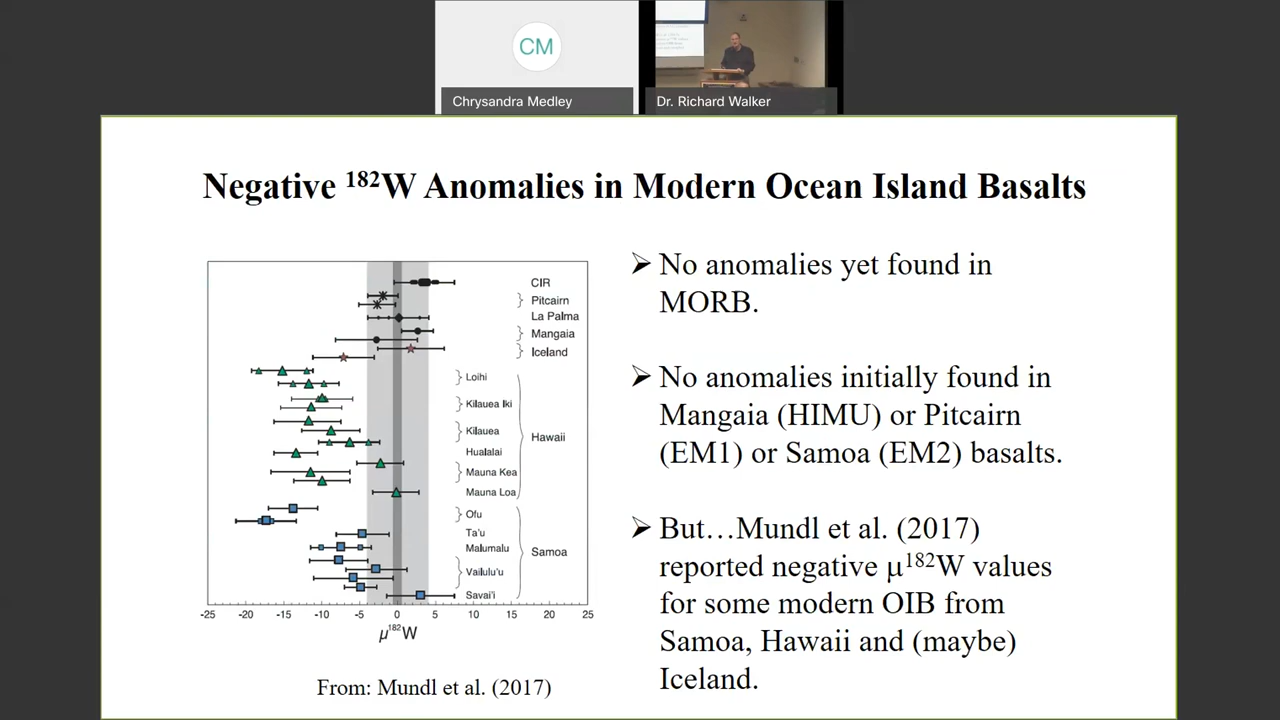 CM
Chrysandra Medley
Dr. Richard Walker
Negative ¹⁸²W Anomalies in Modern Ocean Island Basalts
CIR
Pitcairn
La Palma
Mangaia
Iceland
Loihi
Kilauea Iki
Kilauea
Hualalai
Mauna Kea
Mauna Loa
Hawaii
Ofu
Ta'u
Malumalu
Vailulu'u
Savai'i
Samoa
-25 -20 -15 -10 -5 0 5 10 15 20 25
μ¹⁸²W
From: Mundl et al. (2017)
➢ No anomalies yet found in
MORB.
➢ No anomalies initially found in
Mangaia (HIMU) or Pitcairn
(EM1) or Samoa (EM2) basalts.
➢ But…Mundl et al. (2017)
reported negative μ¹⁸²W values
for some modern OIB from
Samoa, Hawaii and (maybe)
Iceland.